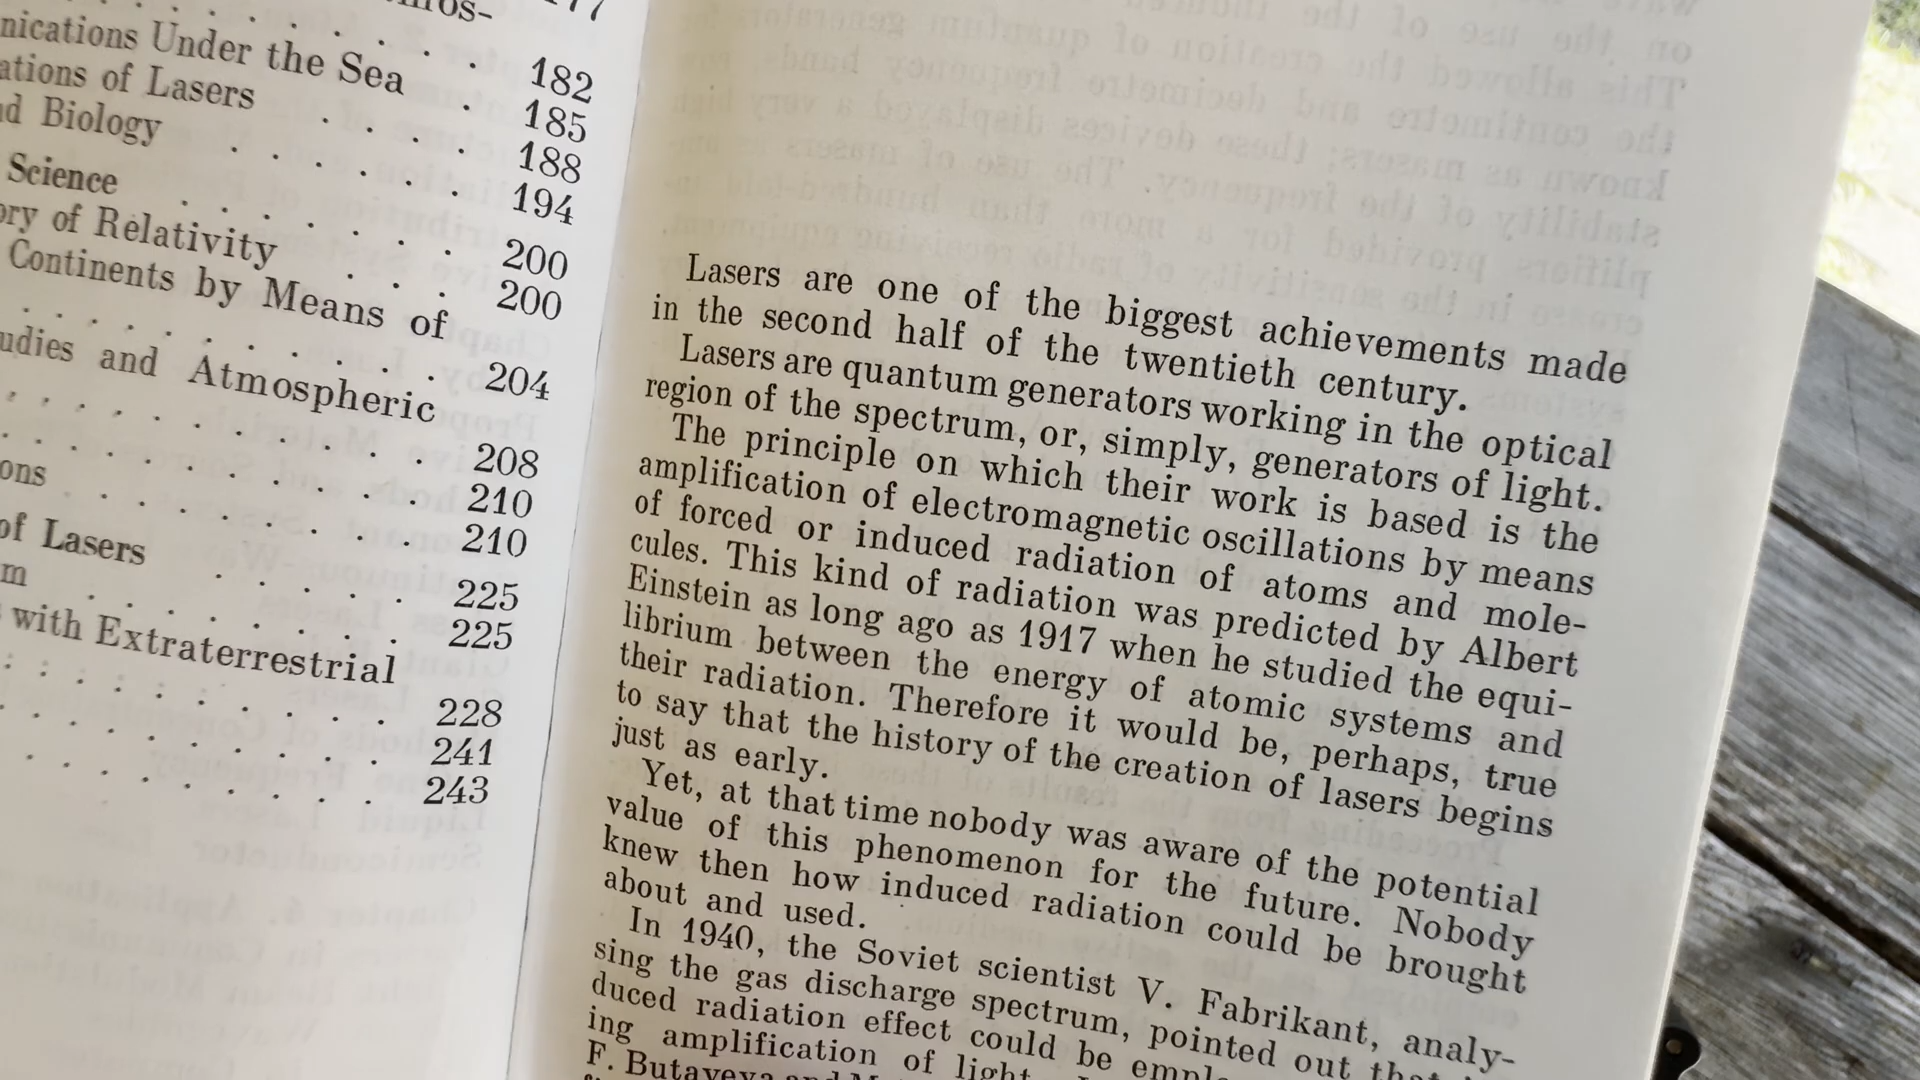 177
nications Under the Sea . 182
ations of Lasers . . . . 185
nd Biology . . . . . . 188
Science . . . . . . . 194
ory of Relativity . . . 200
Continents by Means of 200
. . . . . . . . . . . 204
udies and Atmospheric
. . . . . . . . . . . 208
. . . . . . . . . . . 210
ons . . . . . . . . 210
of Lasers . . . . . 225
m . . . . . . . . 225
with Extraterrestrial
. . . . . . . . . . . 228
. . . . . . . . . . . 241
. . . . . . . . . . . 243
Lasers are one of the biggest achievements made
in the second half of the twentieth century.
Lasers are quantum generators working in the optical
region of the spectrum, or, simply, generators of light.
The principle on which their work is based is the
amplification of electromagnetic oscillations by means
of forced or induced radiation of atoms and mole-
cules. This kind of radiation was predicted by Albert
Einstein as long ago as 1917 when he studied the equi-
librium between the energy of atomic systems and
their radiation. Therefore it would be, perhaps, true
to say that the history of the creation of lasers begins
just as early.
Yet, at that time nobody was aware of the potential
value of this phenomenon for the future. Nobody
knew then how induced radiation could be brought
about and used.
In 1940, the Soviet scientist V. Fabrikant, analy-
sing the gas discharge spectrum, pointed out that
duced radiation effect could be
ing amplification of light.
F. Butayeva and